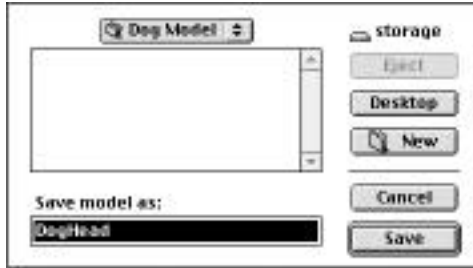 Dog Model
storage
Eject
Desktop
New
Save model as:
DogHead
Cancel
Save